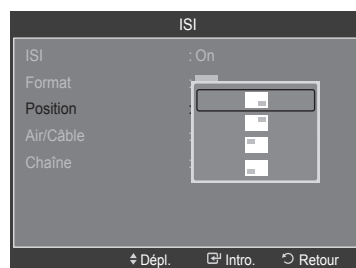 ISI
ISI : On
Format :
Position :
Air/Câble :
Chaîne :
Dépl. Intro. Retour